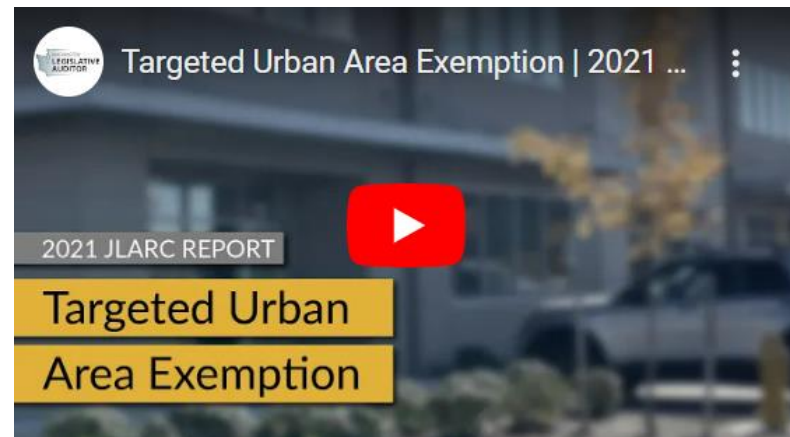 LEGISLATIVE
AUDITOR
Targeted Urban Area Exemption | 2021 ...
2021 JLARC REPORT
Targeted Urban
Area Exemption